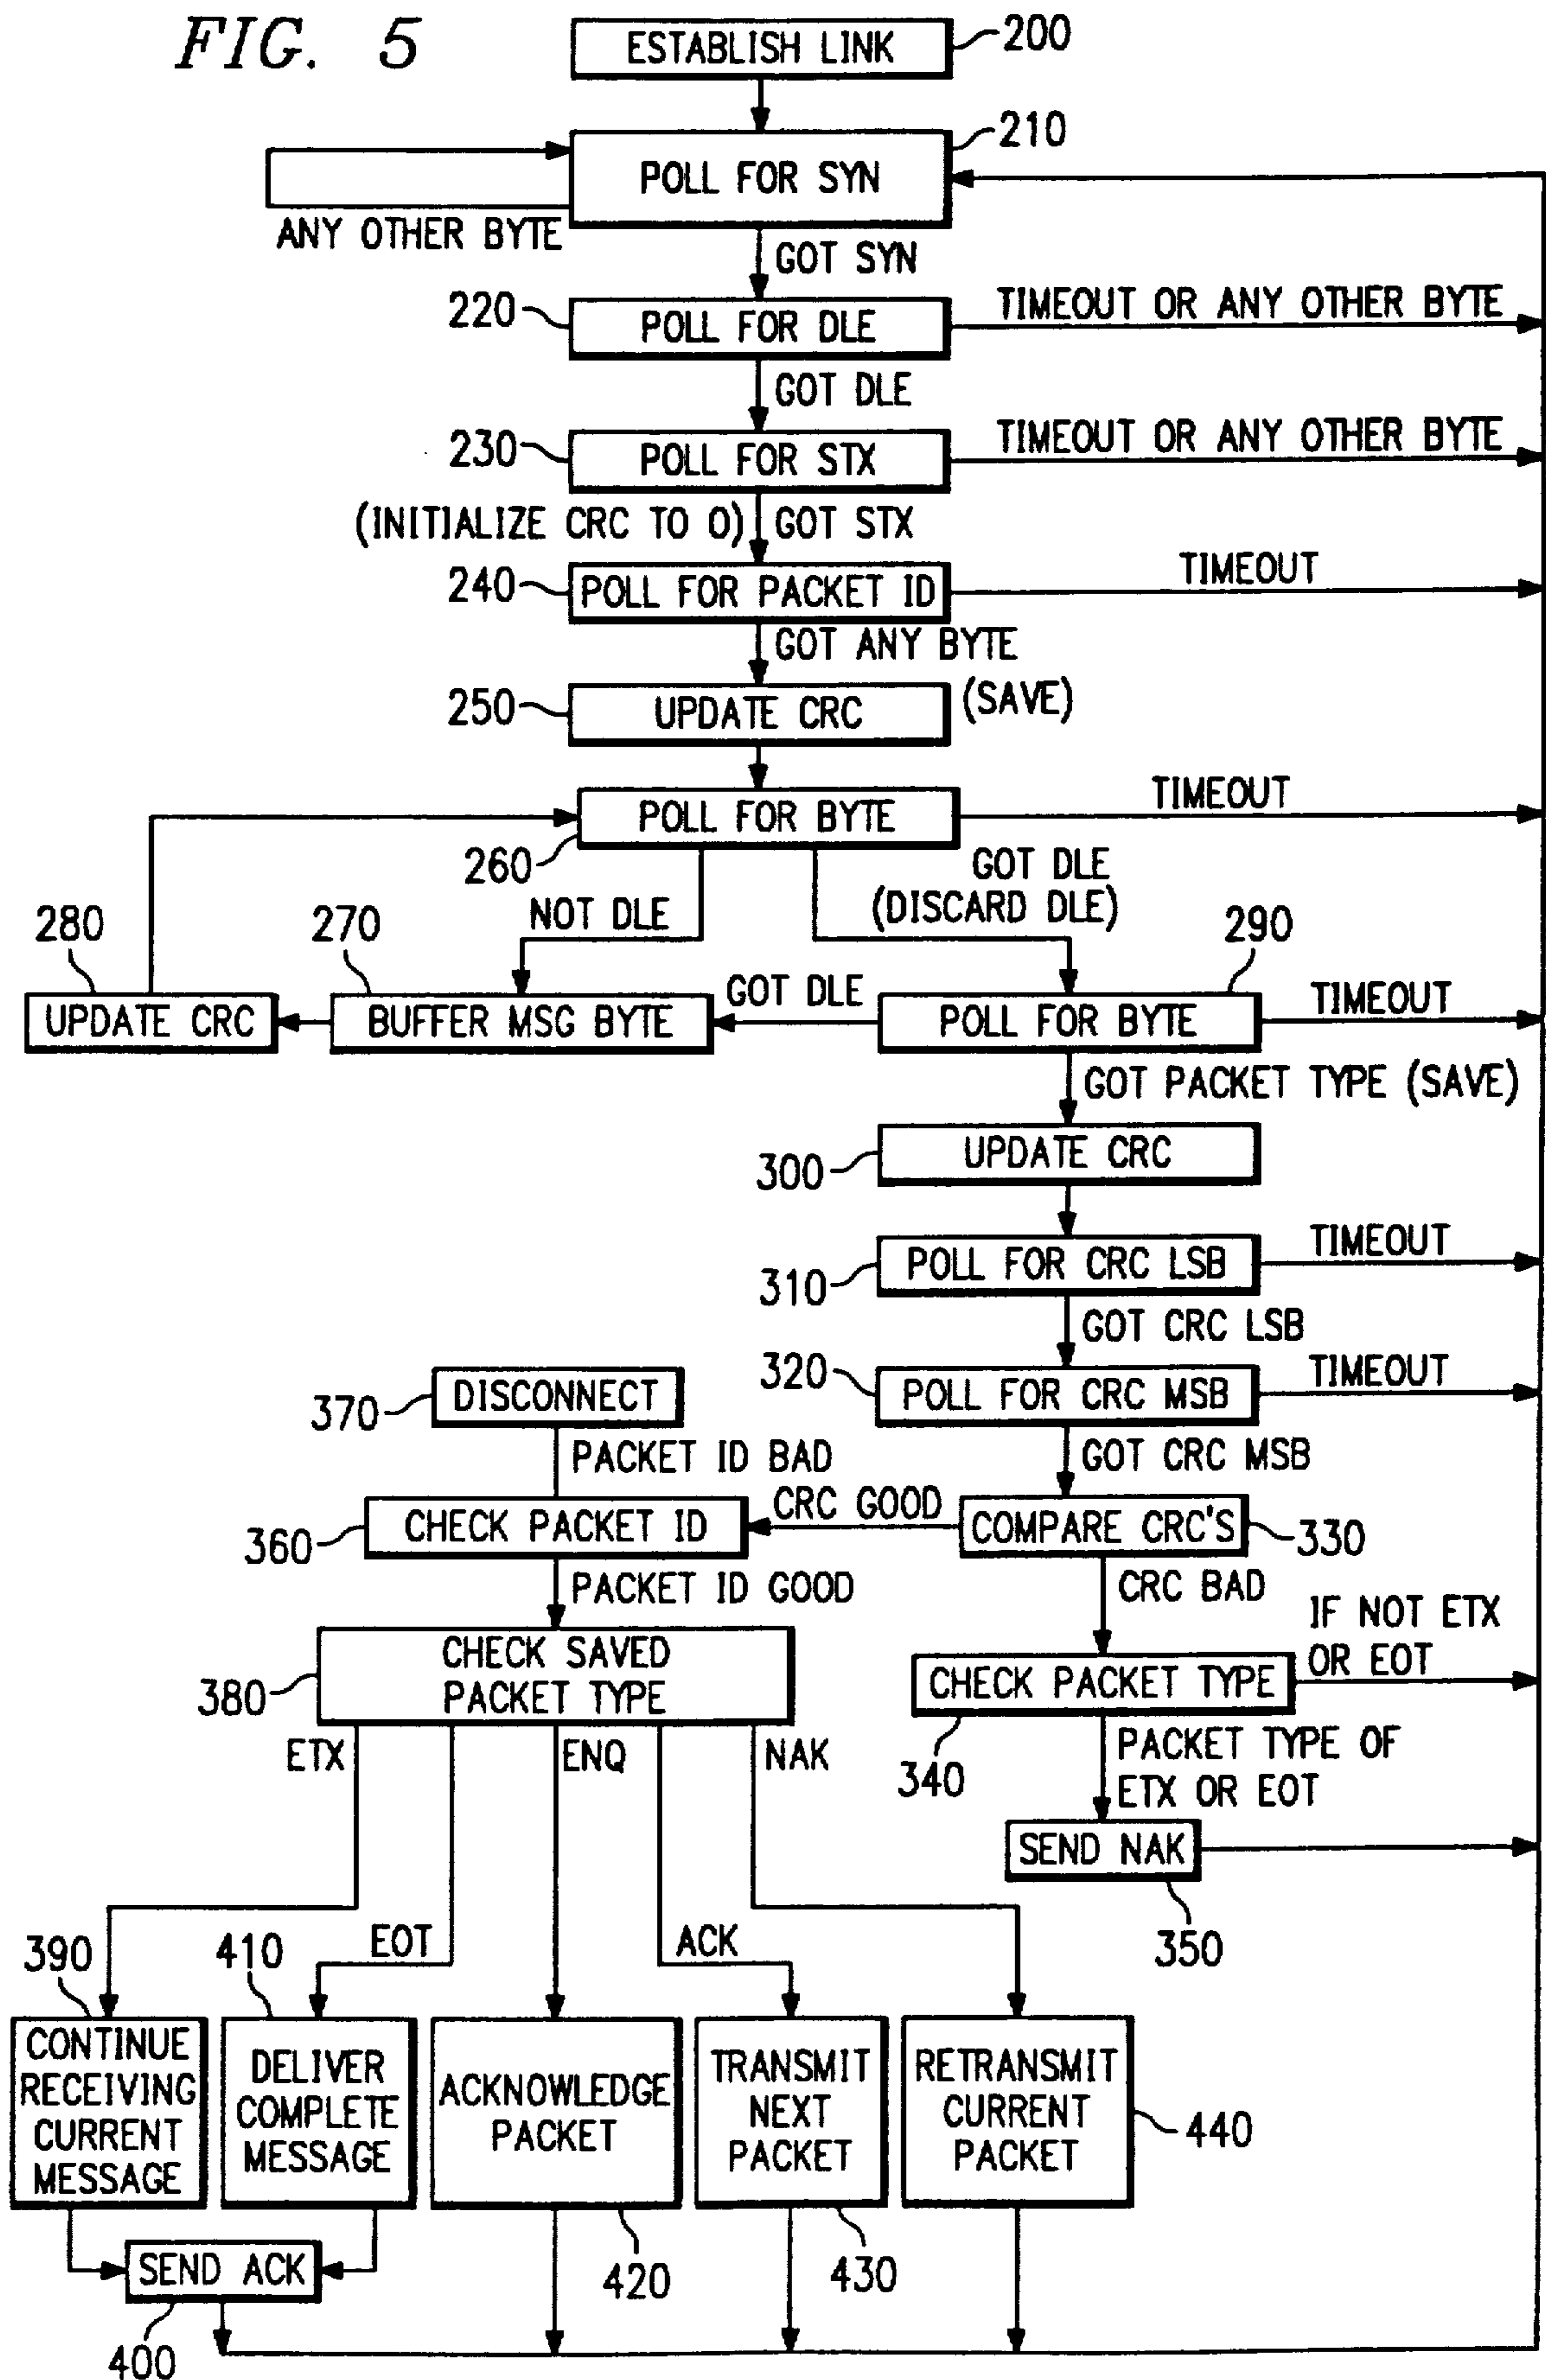 FIG. 5
ESTABLISH LINK
200
POLL FOR SYN
210
ANY OTHER BYTE
GOT SYN
220
POLL FOR DLE
TIMEOUT OR ANY OTHER BYTE
GOT DLE
230
POLL FOR STX
TIMEOUT OR ANY OTHER BYTE
(INITIALIZE CRC TO 0)
GOT STX
240
POLL FOR PACKET ID
TIMEOUT
GOT ANY BYTE
(SAVE)
250
UPDATE CRC
POLL FOR BYTE
260
TIMEOUT
NOT DLE
GOT DLE
(DISCARD DLE)
280
UPDATE CRC
270
BUFFER MSG BYTE
GOT DLE
290
POLL FOR BYTE
TIMEOUT
GOT PACKET TYPE (SAVE)
300
UPDATE CRC
310
POLL FOR CRC LSB
TIMEOUT
GOT CRC LSB
320
POLL FOR CRC MSB
TIMEOUT
GOT CRC MSB
370
DISCONNECT
PACKET ID BAD
360
CHECK PACKET ID
CRC GOOD
COMPARE CRC'S
330
PACKET ID GOOD
CRC BAD
380
CHECK SAVED
PACKET TYPE
CHECK PACKET TYPE
340
IF NOT ETX
OR EOT
PACKET TYPE OF
ETX OR EOT
SEND NAK
350
ETX
ENQ
NAK
EOT
ACK
390
CONTINUE
RECEIVING
CURRENT
MESSAGE
410
DELIVER
COMPLETE
MESSAGE
ACKNOWLEDGE
PACKET
TRANSMIT
NEXT
PACKET
RETRANSMIT
CURRENT
PACKET
440
SEND ACK
400
420
430